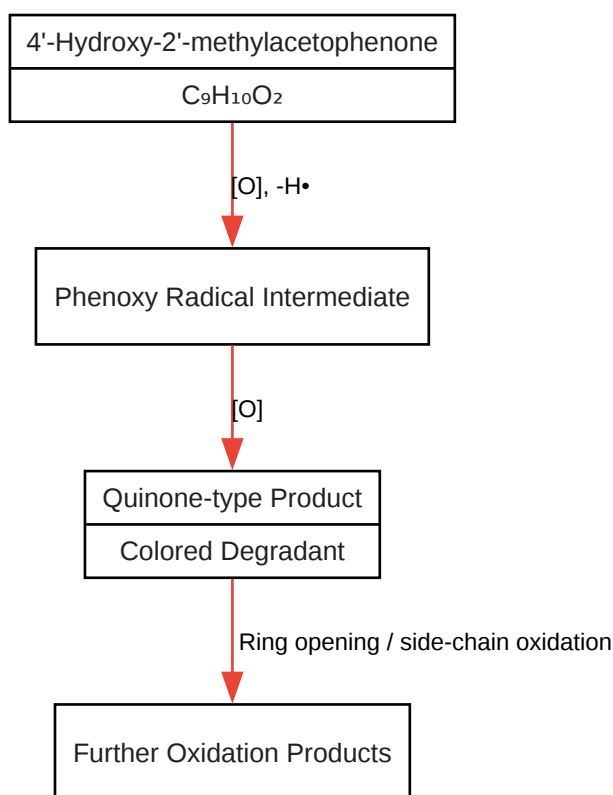 4'-Hydroxy-2'-methylacetophenone
C₉H₁₀O₂
[O], -H•
Phenoxy Radical Intermediate
[O]
Quinone-type Product
Colored Degradant
Ring opening / side-chain oxidation
Further Oxidation Products